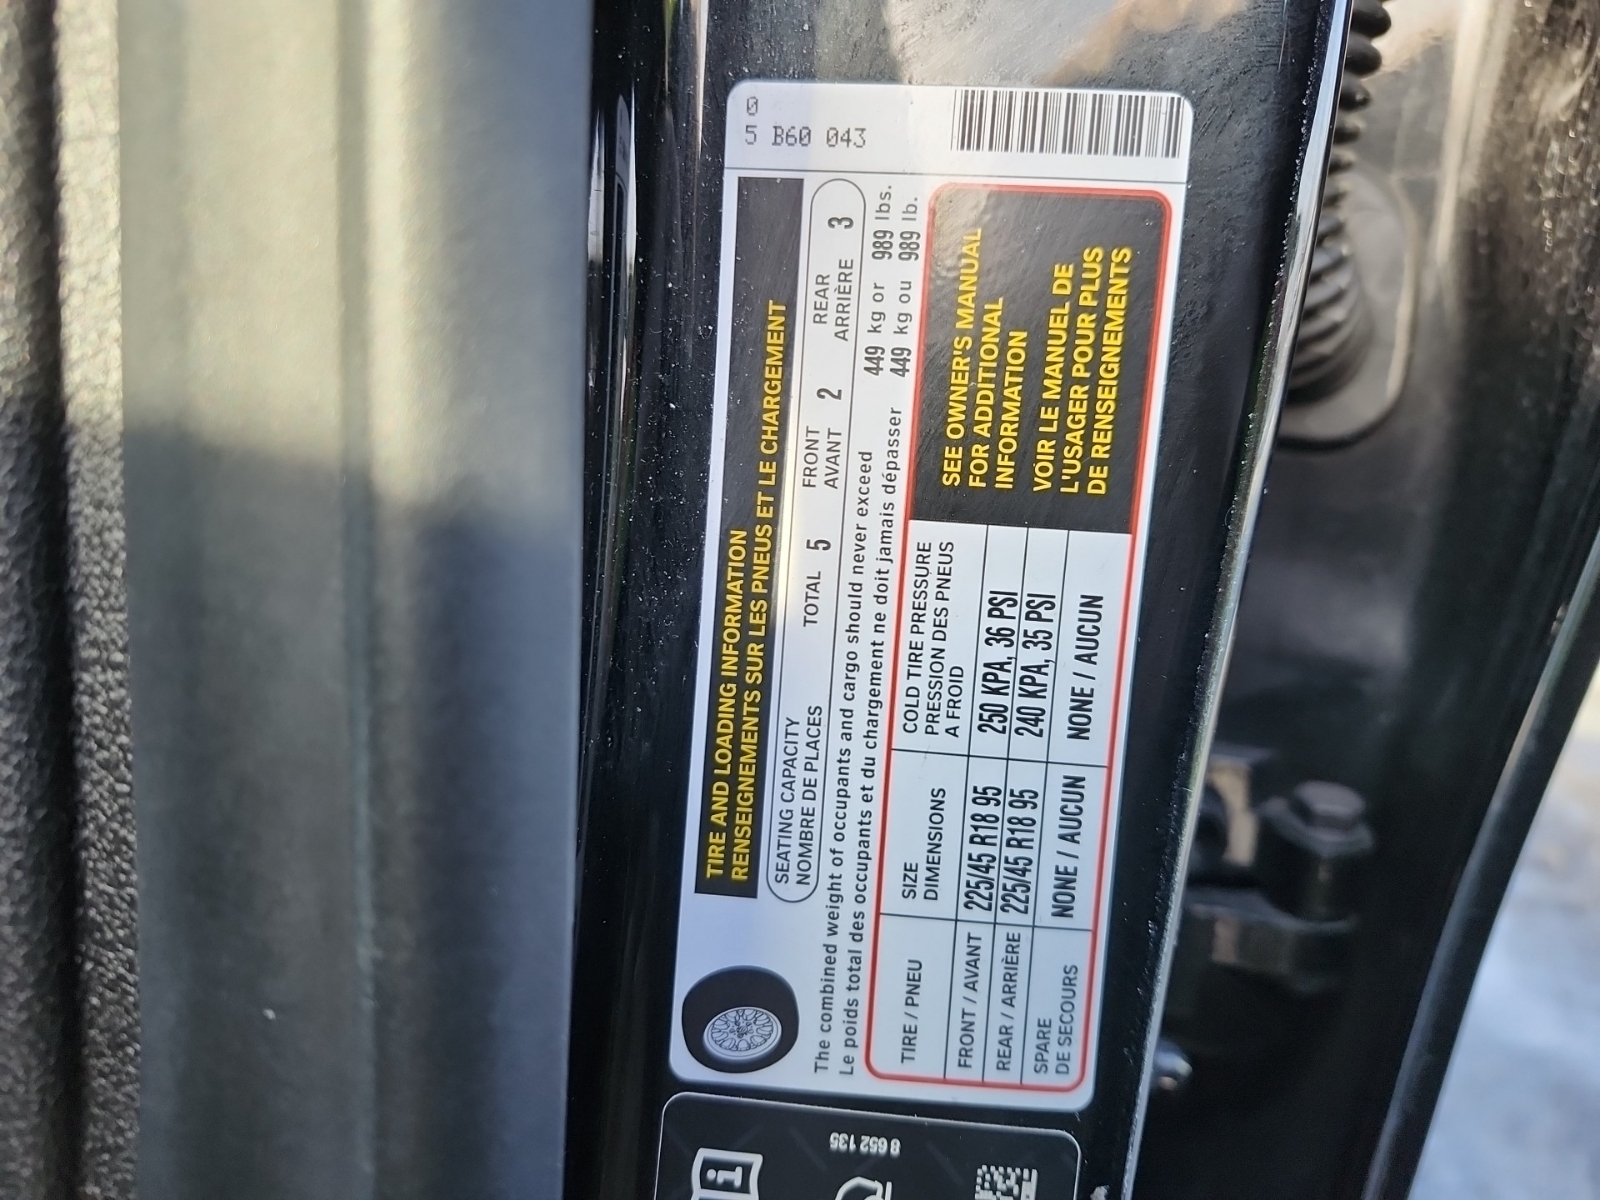 0
5 B60 043
TIRE AND LOADING INFORMATION
RENSEIGNEMENTS SUR LES PNEUS ET LE CHARGEMENT
SEATING CAPACITY
NOMBRE DE PLACES
TOTAL 5
FRONT
AVANT 2
REAR
ARRIÈRE 3
The combined weight of occupants and cargo should never exceed 449 kg or 989 lbs.
Le poids total des occupants et du chargement ne doit jamais dépasser 449 kg ou 989 lb.
TIRE / PNEU
SIZE
DIMENSIONS
COLD TIRE PRESSURE
PRESSION DES PNEUS
A FROID
FRONT / AVANT 225/45 R18 95 250 KPA, 36 PSI
REAR / ARRIÈRE 225/45 R18 95 240 KPA, 35 PSI
SPARE
DE SECOURS NONE / AUCUN NONE / AUCUN
SEE OWNER'S MANUAL
FOR ADDITIONAL
INFORMATION
VOIR LE MANUEL DE
L'USAGER POUR PLUS
DE RENSEIGNEMENTS
i